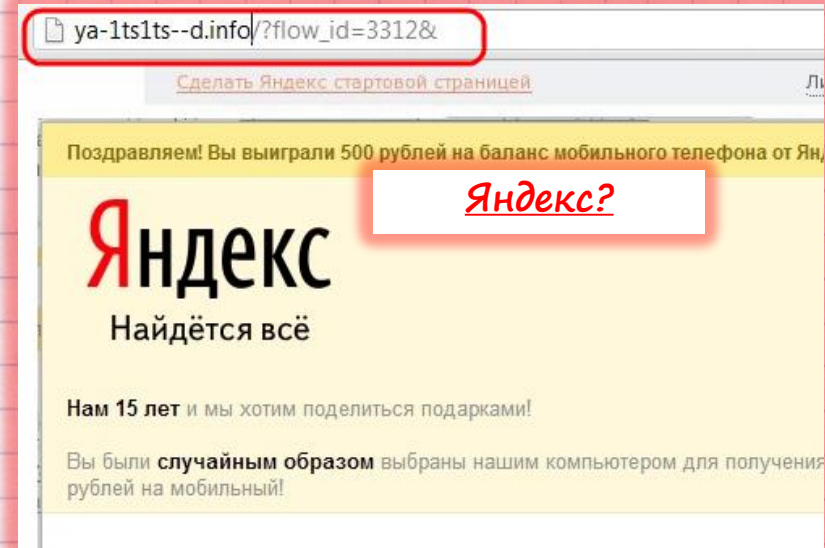 ya-1ts1ts--d.info/?flow_id=3312&
Сделать Яндекс стартовой страницей
Поздравляем! Вы выиграли 500 рублей на баланс мобильного телефона от
Яндекс?
Яндекс
Найдётся всё
Нам 15 лет и мы хотим поделиться подарками!
Вы были случайным образом выбраны нашим компьютером для получения
рублей на мобильный!